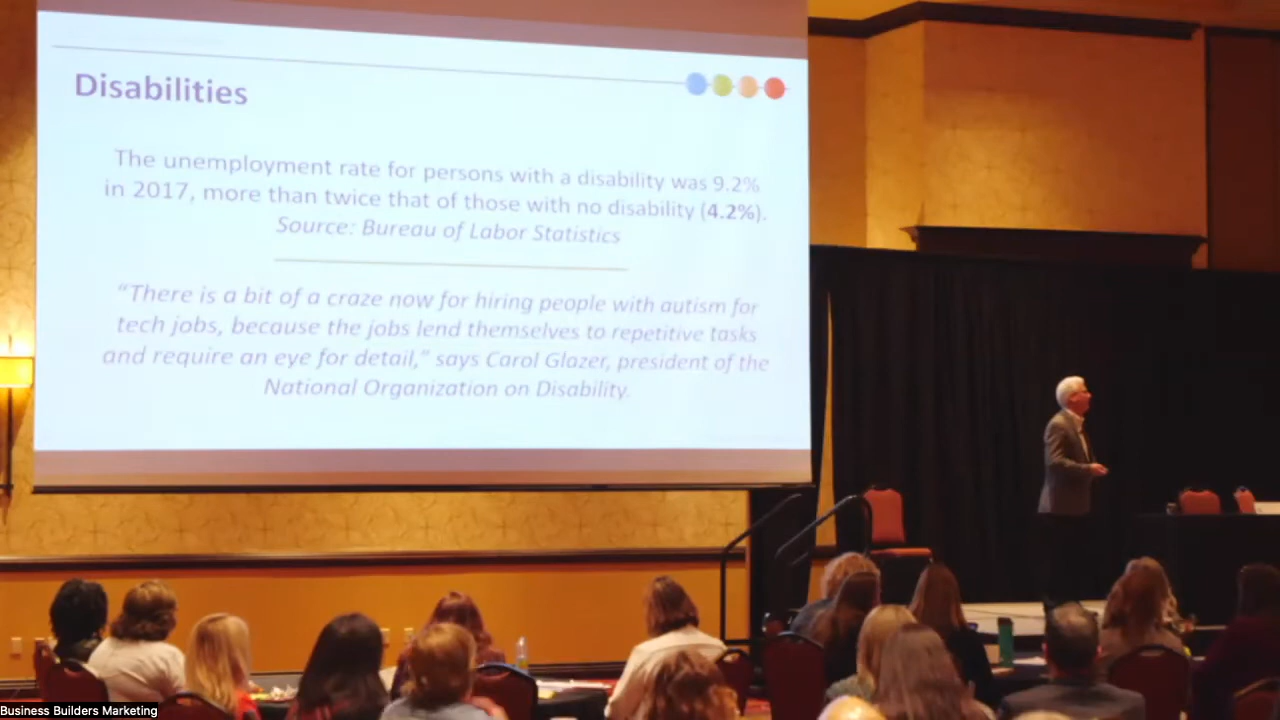 Disabilities
The unemployment rate for persons with a disability was 9.2%
in 2017, more than twice that of those with no disability (4.2%).
Source: Bureau of Labor Statistics
“There is a bit of a craze now for hiring people with autism for
tech jobs, because the jobs lend themselves to repetitive tasks
and require an eye for detail,” says Carol Glazer, president of the
National Organization on Disability.
Business Builders Marketing